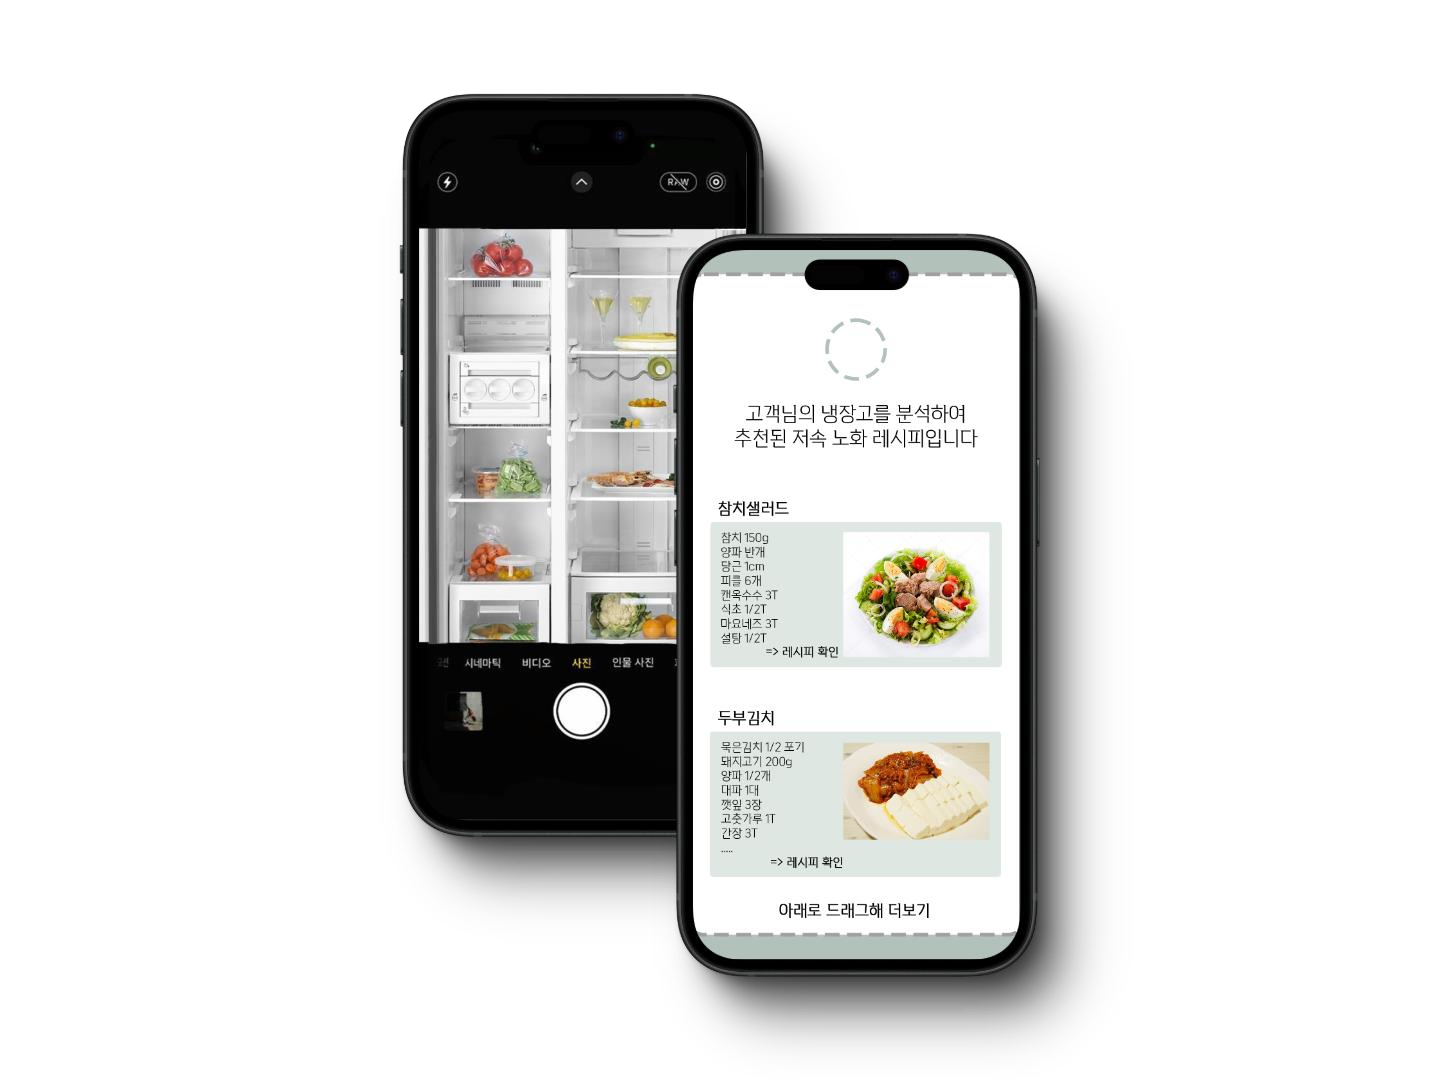 RAW
시네마틱 비디오 사진 인물 사진
고객님의 냉장고를 분석하여
추천된 저속 노화 레시피입니다
참치샐러드
참치 150g
양파 반개
당근 1cm
피클 6개
캔옥수수 3T
식초 1/2T
마요네즈 3T
설탕 1/2T
=> 레시피 확인
두부김치
묵은김치 1/2 포기
돼지고기 200g
양파 1/2개
대파 1대
깻잎 3장
고춧가루 1T
간장 3T
.....
=> 레시피 확인
아래로 드래그해 더보기